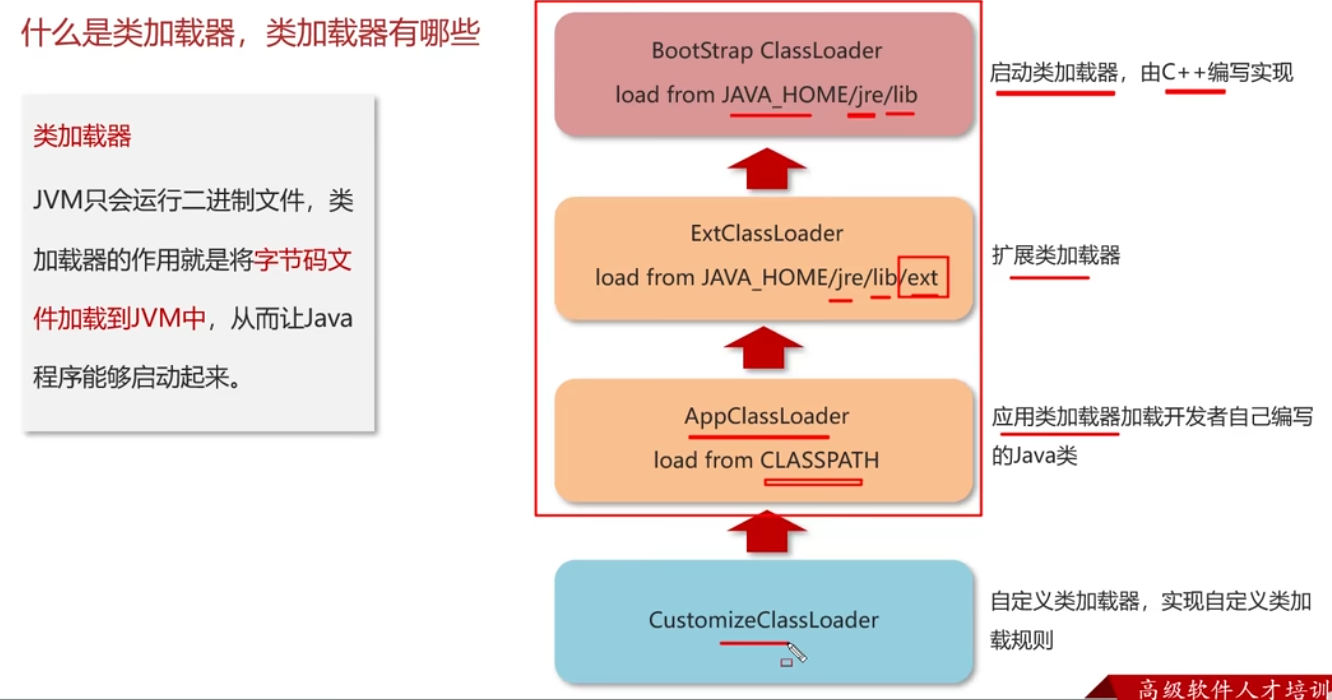 什么是类加载器，类加载器有哪些
类加载器
JVM只会运行二进制文件，类
加载器的作用就是将字节码文
件加载到JVM中，从而让Java
程序能够启动起来。
BootStrap ClassLoader
load from JAVA_HOME/jre/lib
启动类加载器，由C++编写实现
ExtClassLoader
load from JAVA_HOME/jre/lib/ext
扩展类加载器
AppClassLoader
load from CLASSPATH
应用类加载器加载开发者自己编写
的Java类
CustomizeClassLoader
自定义类加载器，实现自定义类加
载规则
高级软件人才培训